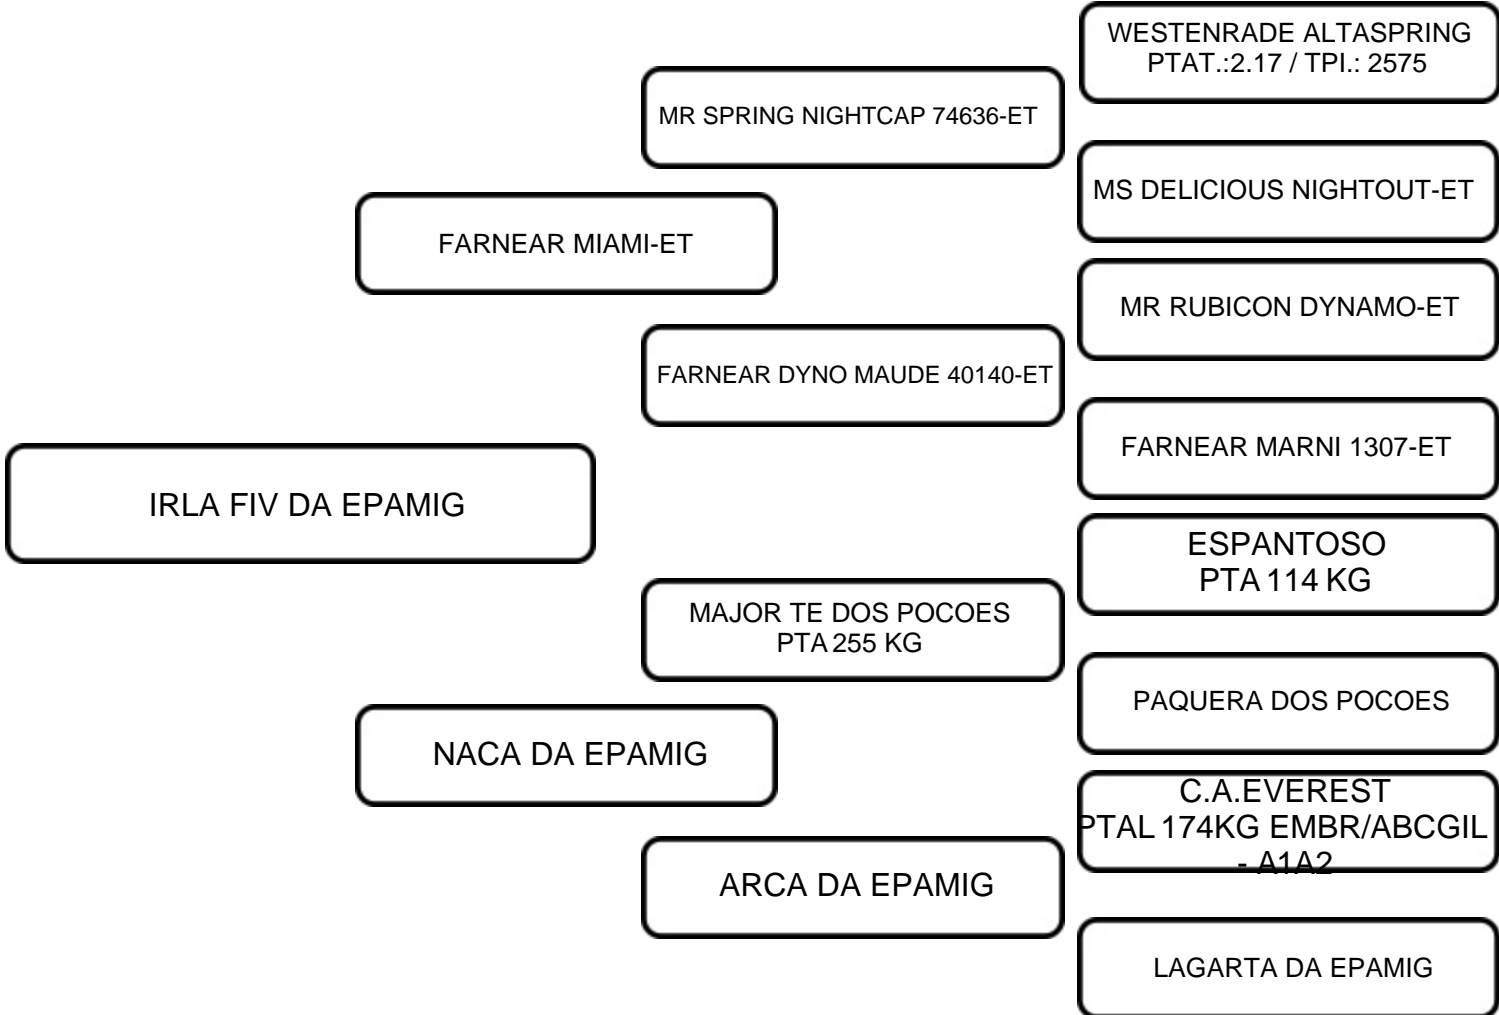 WESTENRADE ALTASPRING
PTAT.:2.17 / TPI.: 2575
MR SPRING NIGHTCAP 74636-ET
MS DELICIOUS NIGHTOUT-ET
FARNEAR MIAMI-ET
MR RUBICON DYNAMO-ET
FARNEAR DYNO MAUDE 40140-ET
FARNEAR MARNI 1307-ET
IRLA FIV DA EPAMIG
ESPANTOSO
PTA 114 KG
MAJOR TE DOS POCOES
PTA 255 KG
PAQUERA DOS POCOES
NACA DA EPAMIG
C.A.EVEREST
PTAL 174KG EMBR/ABCGIL
- A1A2
ARCA DA EPAMIG
LAGARTA DA EPAMIG